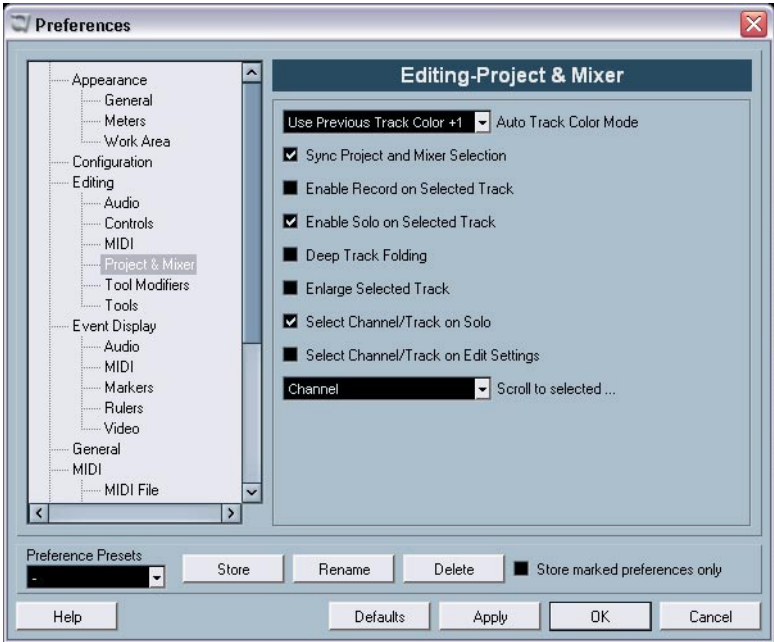 Preferences
Appearance
General
Meters
Work Area
Configuration
Editing
Audio
Controls
MIDI
Project & Mixer
Tool Modifiers
Tools
Event Display
Audio
MIDI
Markers
Rulers
Video
General
MIDI
MIDI File
Editing-Project & Mixer
Use Previous Track Color +1 Auto Track Color Mode
Sync Project and Mixer Selection
Enable Record on Selected Track
Enable Solo on Selected Track
Deep Track Folding
Enlarge Selected Track
Select Channel/Track on Solo
Select Channel/Track on Edit Settings
Channel Scroll to selected ...
Preference Presets
- Store Rename Delete Store marked preferences only
Help Defaults Apply OK Cancel